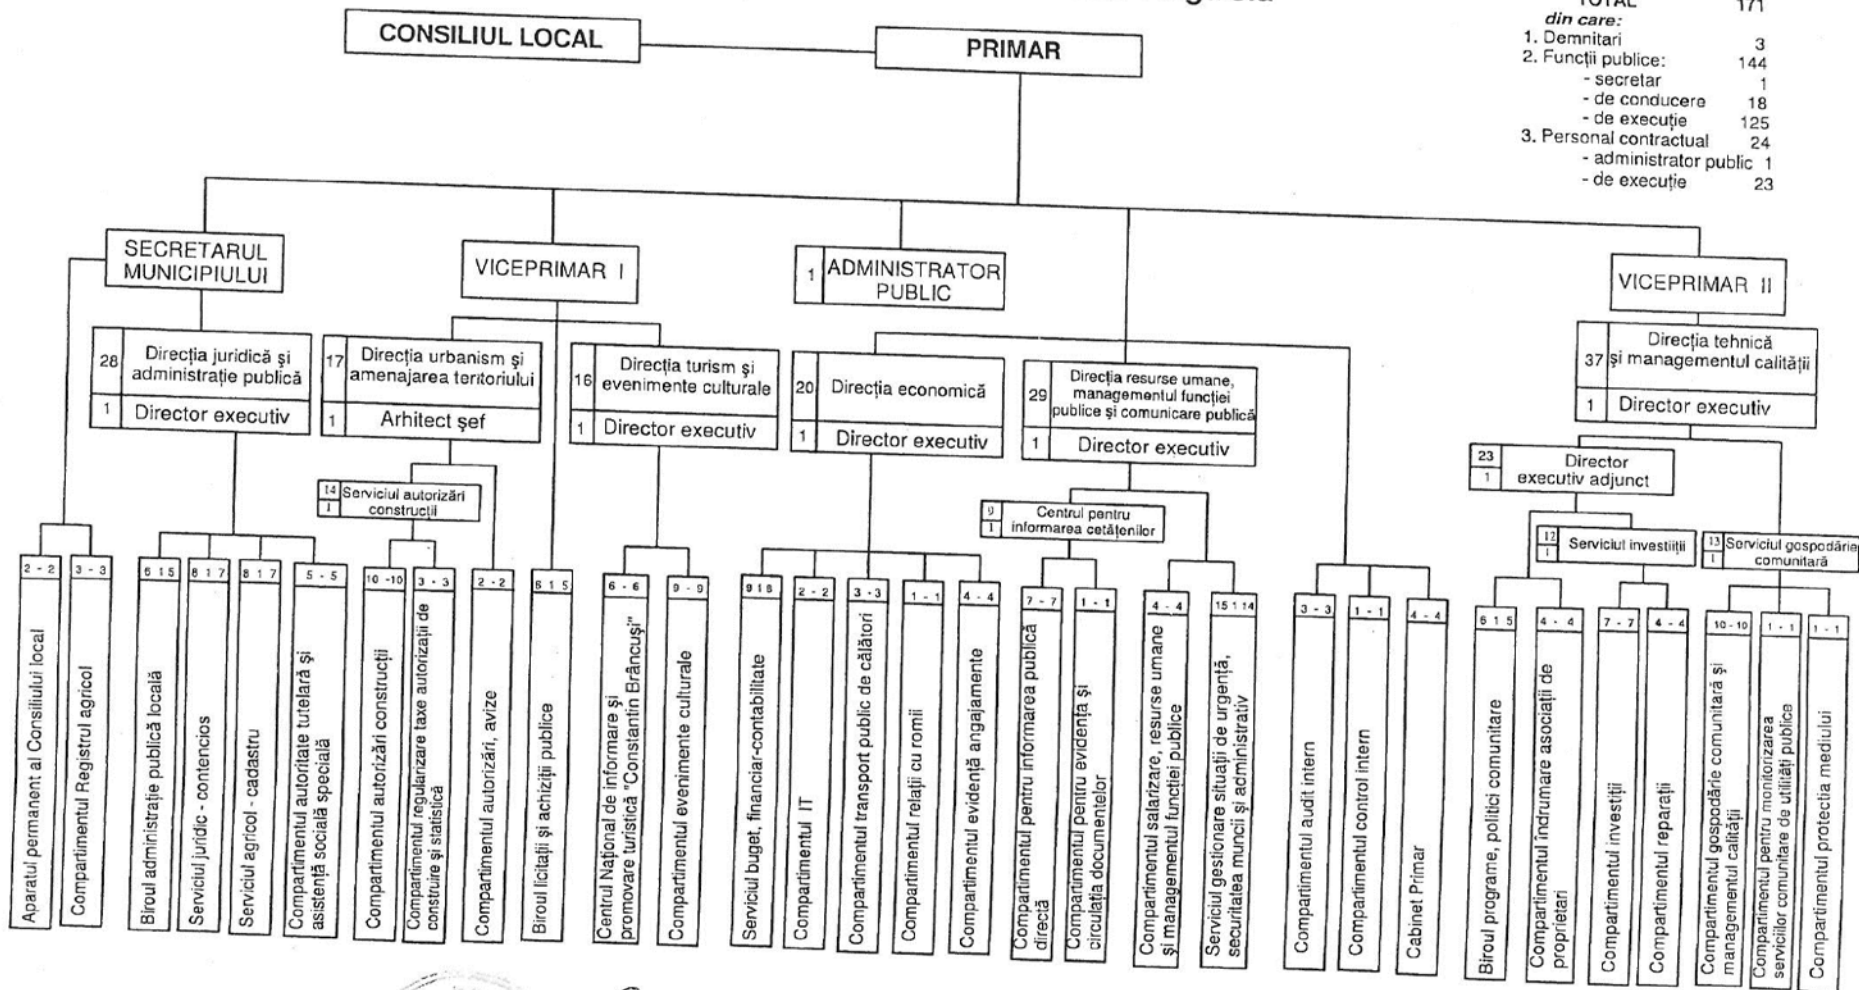 TOTAL 171
din care:
1. Demnitari 3
2. Funcții publice: 144
- secretar 1
- de conducere 18
- de execuție 125
3. Personal contractual 24
- administrator public 1
- de execuție 23
CONSILIUL LOCAL
PRIMAR
SECRETARUL
MUNICIPIULUI
VICEPRIMAR I
1 ADMINISTRATOR
PUBLIC
VICEPRIMAR II
28 Direcția juridică și
administrație publică
1 Director executiv
17 Direcția urbanism și
amenajarea teritoriului
1 Arhitect șef
16 Direcția turism și
evenimente culturale
1 Director executiv
20 Direcția economică
1 Director executiv
29 Direcția resurse umane,
managementul funcției
publice și comunicare publică
1 Director executiv
37 Direcția tehnică
și managementul calității
1 Director executiv
23 Director
1 executiv adjunct
14 Serviciul autorizări
1 construcții
9 Centrul pentru
1 informarea cetățenilor
12 Serviciul investiții
1
13 Serviciul gospodărie
1 comunitară
2 - 2
Aparatul permanent al Consiliului local
3 - 3
Compartimentul Registrul agricol
6 1 5
Biroul administrație publică locală
8 1 7
Serviciul juridic - contencios
8 1 7
Serviciul agricol - cadastru
5 - 5
Compartimentul autoritate tutelară și
asistență socială specială
10 -10
Compartimentul autorizări construcții
3 - 3
Compartimentul regularizare taxe autorizații de
construire și statistică
2 - 2
Compartimentul autorizări, avize
6 1 5
Biroul licitații și achiziții publice
6 - 6
Centrul Național de informare și
promovare turistică "Constantin Brâncuși"
9 - 9
Compartimentul evenimente culturale
9 1 8
Serviciul buget, financiar-contabilitate
2 - 2
Compartimentul IT
3 - 3
Compartimentul transport public de călători
1 - 1
Compartimentul relații cu romii
4 - 4
Compartimentul evidență angajamente
7 - 7
Compartimentul pentru informarea publică
directă
1 - 1
Compartimentul pentru evidența și
circulația documentelor
4 - 4
Compartimentul salarizare, resurse umane
și managementul funcției publice
15 1 14
Serviciul gestionare situații de urgență,
securitatea muncii și administrativ
3 - 3
Compartimentul audit intern
1 - 1
Compartimentul control intern
4 - 4
Cabinet Primar
6 1 5
Biroul programe, politici comunitare
4 - 4
Compartimentul îndrumare asociații de
proprietari
7 - 7
Compartimentul investiții
4 - 4
Compartimentul reparații
10 -10
Compartimentul gospodărie comunitară și
managementul calității
1 - 1
Compartimentul pentru monitorizarea
serviciilor comunitare de utilități publice
1 - 1
Compartimentul protecția mediului